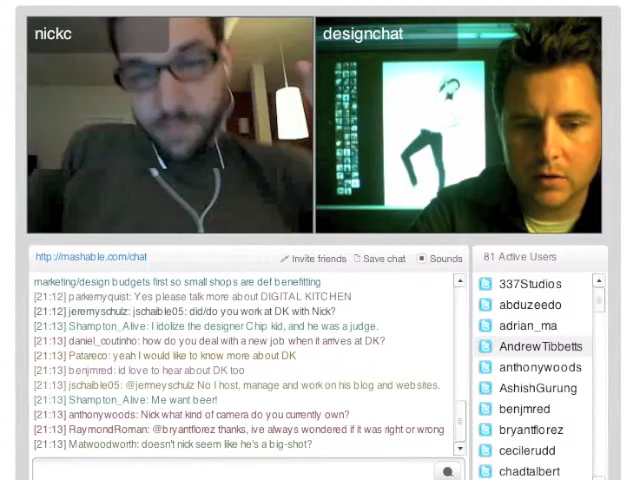 nickc
designchat
http://mashable.com/chat
Invite friends
Save chat
Sounds
81 Active Users
marketing/design budgets first so small shops are def benefitting
[21:12] parkernyquist: Yes please talk more about DIGITAL KITCHEN
[21:12] jeremyschulz: jschaible05: did/do you work at DK with Nick?
[21:13] Shampton_Alive: I idolize the designer Chip kid, and he was a judge.
[21:13] daniel_coutinho: how do you deal with a new job when it arrives at DK?
[21:13] Patareco: yeah I would like to know more about DK
[21:13] benjmred: id love to hear about DK too
[21:13] jschaible05: @jermeyschulz No I host, manage and work on his blog and websites.
[21:13] Shampton_Alive: Me want beer!
[21:13] anthonywoods: Nick what kind of camera do you currently own?
[21:13] RaymondRoman: @bryantflorez thanks, ive always wondered if it was right or wrong
[21:13] Matwoodworth: doesn't nick seem like he's a big-shot?
337Studios
abduzeedo
adrian_ma
AndrewTibbetts
anthonywoods
AshishGurung
benjmred
bryantflorez
cecilerudd
chadtalbert